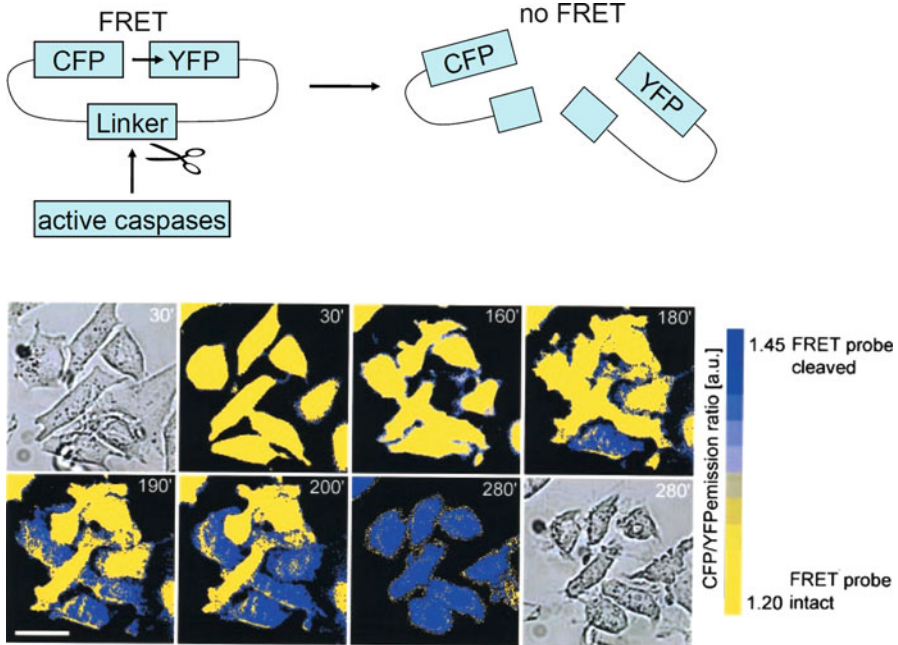 FRET
no FRET
CFP
YFP
CFP
YFP
Linker
active caspases
30'
30'
160'
180'
190'
200'
280'
280'
CFP/YFPemission ratio [a.u.]
1.45 FRET probe
cleaved
FRET probe
1.20 intact